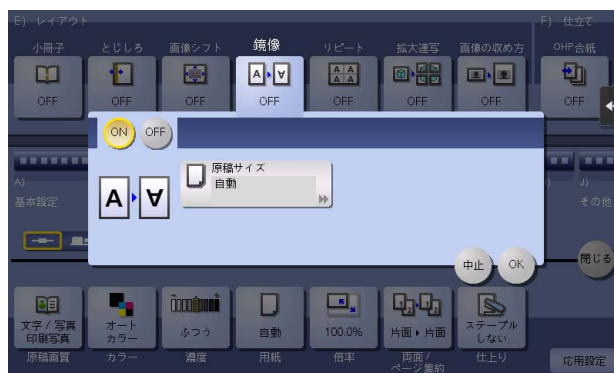 E) レイアウト
F) 仕立て
小冊子
とじしろ
画像シフト
鏡像
リピート
拡大連写
画像の収め方
OHP合紙
OFF
OFF
OFF
OFF
OFF
OFF
OFF
OFF
ON
OFF
原稿サイズ
自動
A)
J)
基本設定
その他
中止
OK
閉じる
文字 / 写真
印刷写真
オート
カラー
ふつう
自動
100.0%
片面 ▸ 片面
ステープル
しない
原稿画質
カラー
濃度
用紙
倍率
両面 /
ページ集約
仕上り
応用設定